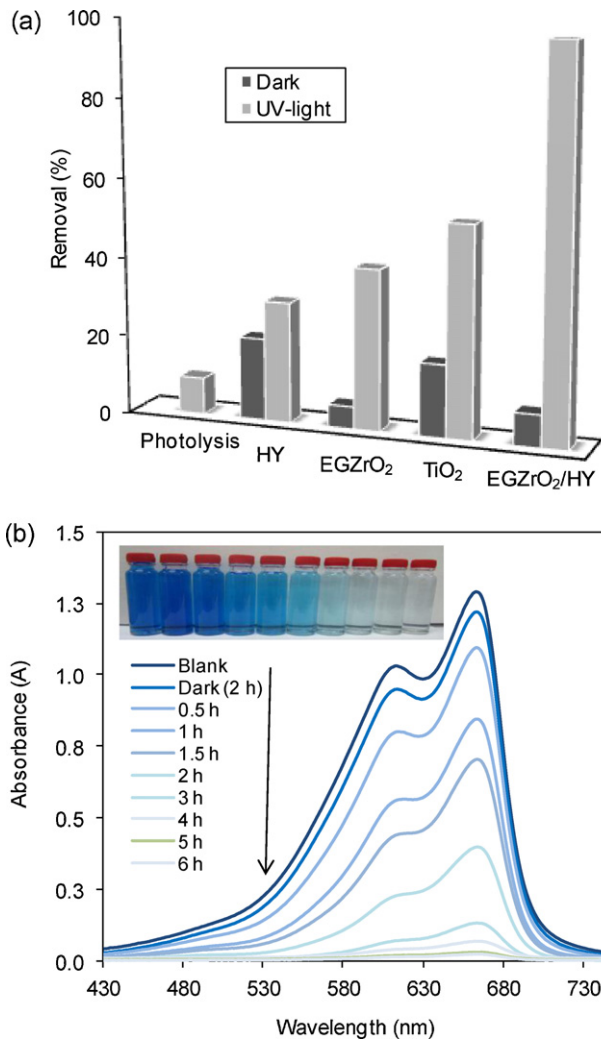 (a)
100
80
60
40
20
0
Removal (%)
Dark
UV-light
Photolysis
HY
EGZrO₂
TiO₂
EGZrO₂/HY
(b)
1.5
1.3
1.0
0.8
0.5
0.3
0.0
Absorbance (A)
Blank
Dark (2 h)
0.5 h
1 h
1.5 h
2 h
3 h
4 h
5 h
6 h
430 480 530 580 630 680 730
Wavelength (nm)